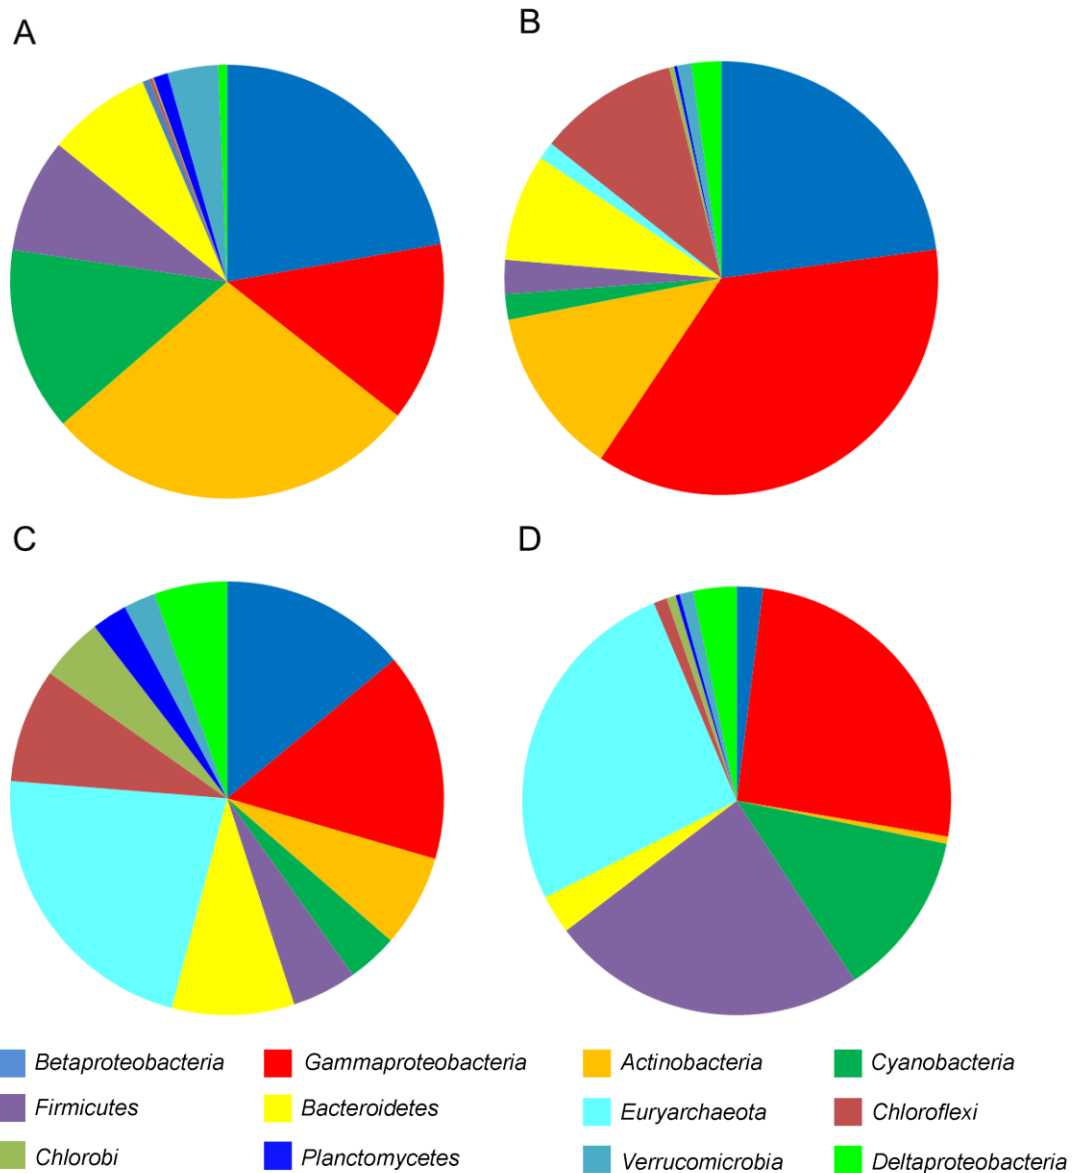 A
B
C
D
Betaproteobacteria Gammaproteobacteria Actinobacteria Cyanobacteria
Firmicutes Bacteroidetes Euryarchaeota Chloroflexi
Chlorobi Planctomycetes Verrucomicrobia Deltaproteobacteria